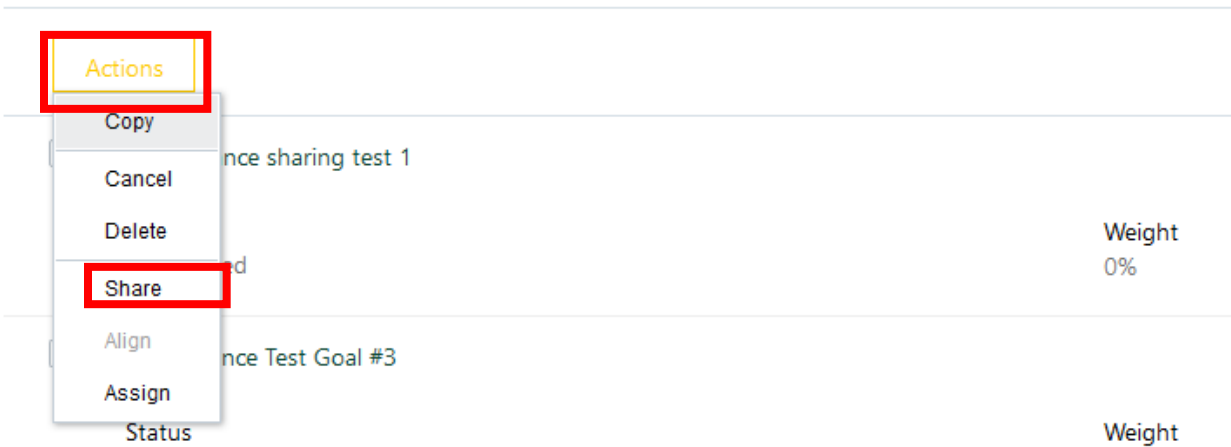 Actions
Copy
nce sharing test 1
Cancel
Delete
Weight
ed
0%
Share
Align
nce Test Goal #3
Assign
Status
Weight